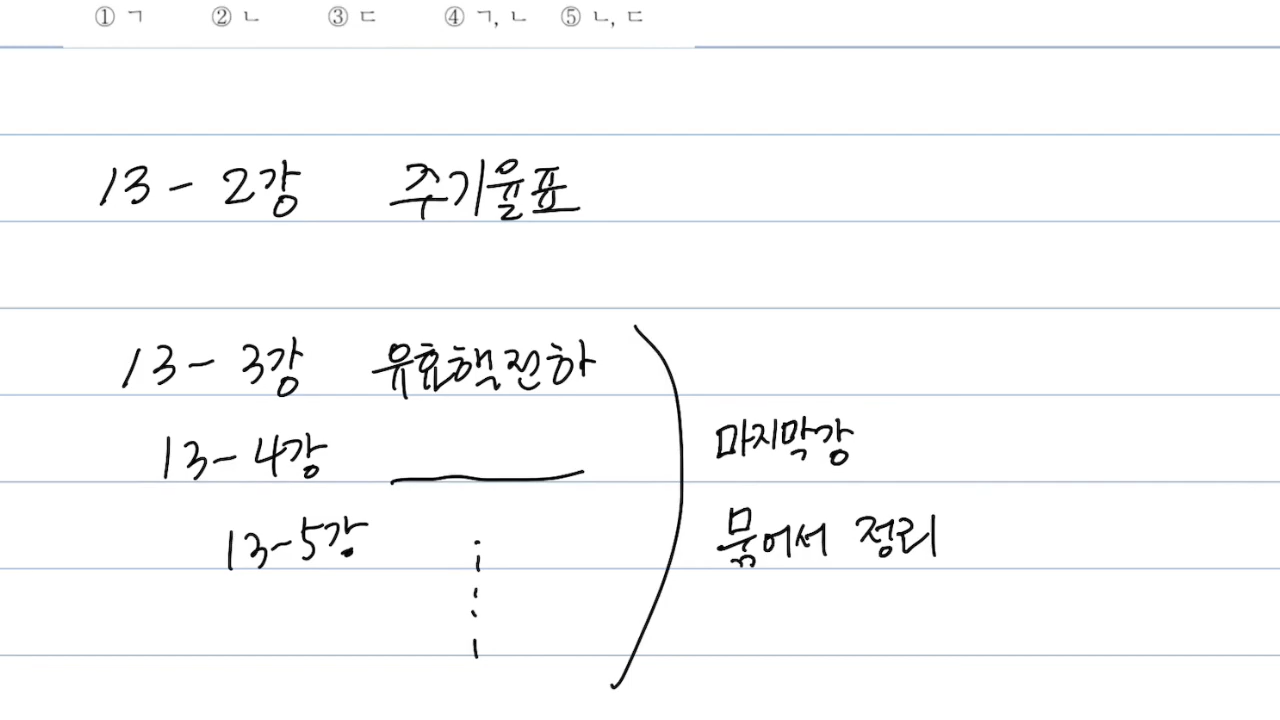 ① ㄱ ② ㄴ ③ ㄷ ④ ㄱ, ㄴ ⑤ ㄴ, ㄷ
13 - 2강 주기율표
13 - 3강 유효핵전하
13 - 4강
마지막강
13 - 5강
묶어서 정리